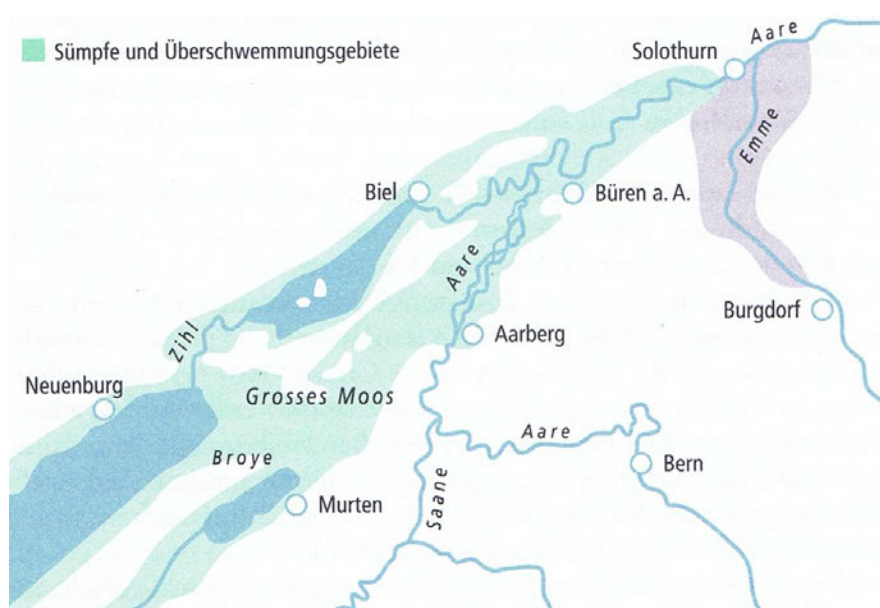 Sümpfe und Überschwemmungsgebiete
Aare
Solothurn
Emme
Biel
Büren a. A.
Aare
Zihl
Aarberg
Burgdorf
Neuenburg
Grosses Moos
Aare
Broye
Bern
Murten
Saane